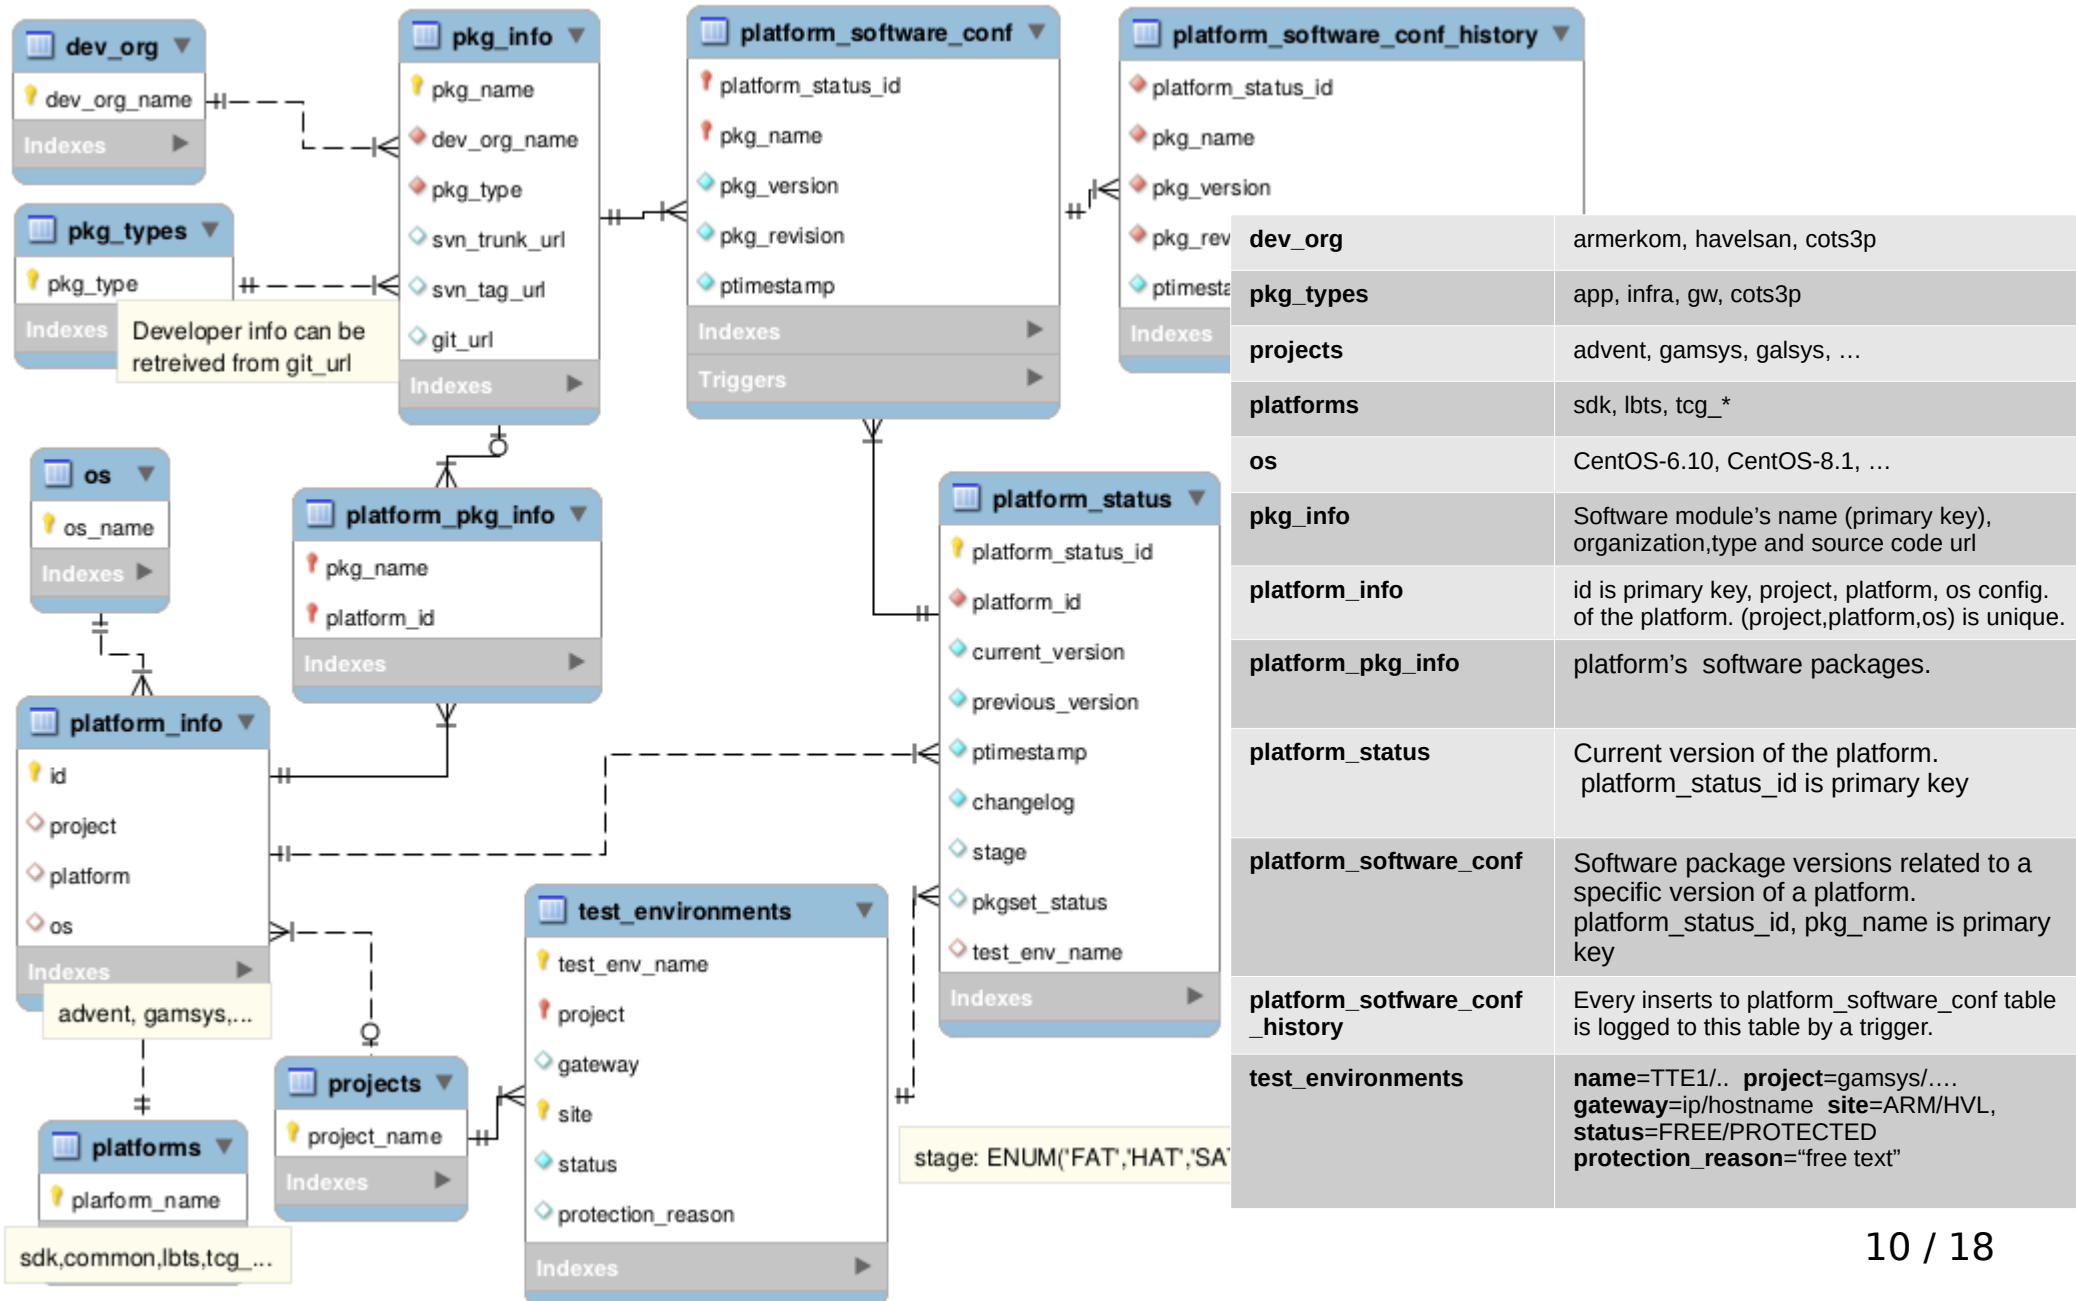 dev_org
dev_org_name
Indexes
pkg_types
pkg_type
Indexes
Developer info can be
retreived from git_url
pkg_info
pkg_name
dev_org_name
pkg_type
svn_trunk_url
svn_tag_url
git_url
Indexes
platform_software_conf
platform_status_id
pkg_name
pkg_version
pkg_revision
ptimestamp
Indexes
Triggers
platform_software_conf_history
platform_status_id
pkg_name
pkg_version
pkg_rev
ptimesta
Indexes
os
os_name
Indexes
platform_pkg_info
pkg_name
platform_id
Indexes
platform_status
platform_status_id
platform_id
current_version
previous_version
ptimestamp
changelog
stage
pkgset_status
test_env_name
Indexes
platform_info
id
project
platform
os
Indexes
advent, gamsys,...
platforms
plarform_name
sdk,common,lbts,tcg_...
projects
project_name
Indexes
test_environments
test_env_name
project
gateway
site
status
protection_reason
Indexes
stage: ENUM('FAT','HAT','SA
dev_org armerkom, havelsan, cots3p
pkg_types app, infra, gw, cots3p
projects advent, gamsys, galsys, …
platforms sdk, lbts, tcg_*
os CentOS-6.10, CentOS-8.1, …
pkg_info Software module’s name (primary key),
organization,type and source code url
platform_info id is primary key, project, platform, os config.
of the platform. (project,platform,os) is unique.
platform_pkg_info platform’s software packages.
platform_status Current version of the platform.
platform_status_id is primary key
platform_software_conf Software package versions related to a
specific version of a platform.
platform_status_id, pkg_name is primary
key
platform_sotfware_conf Every inserts to platform_software_conf table
_history is logged to this table by a trigger.
test_environments name=TTE1/.. project=gamsys/….
gateway=ip/hostname site=ARM/HVL,
status=FREE/PROTECTED
protection_reason=“free text”
10 / 18